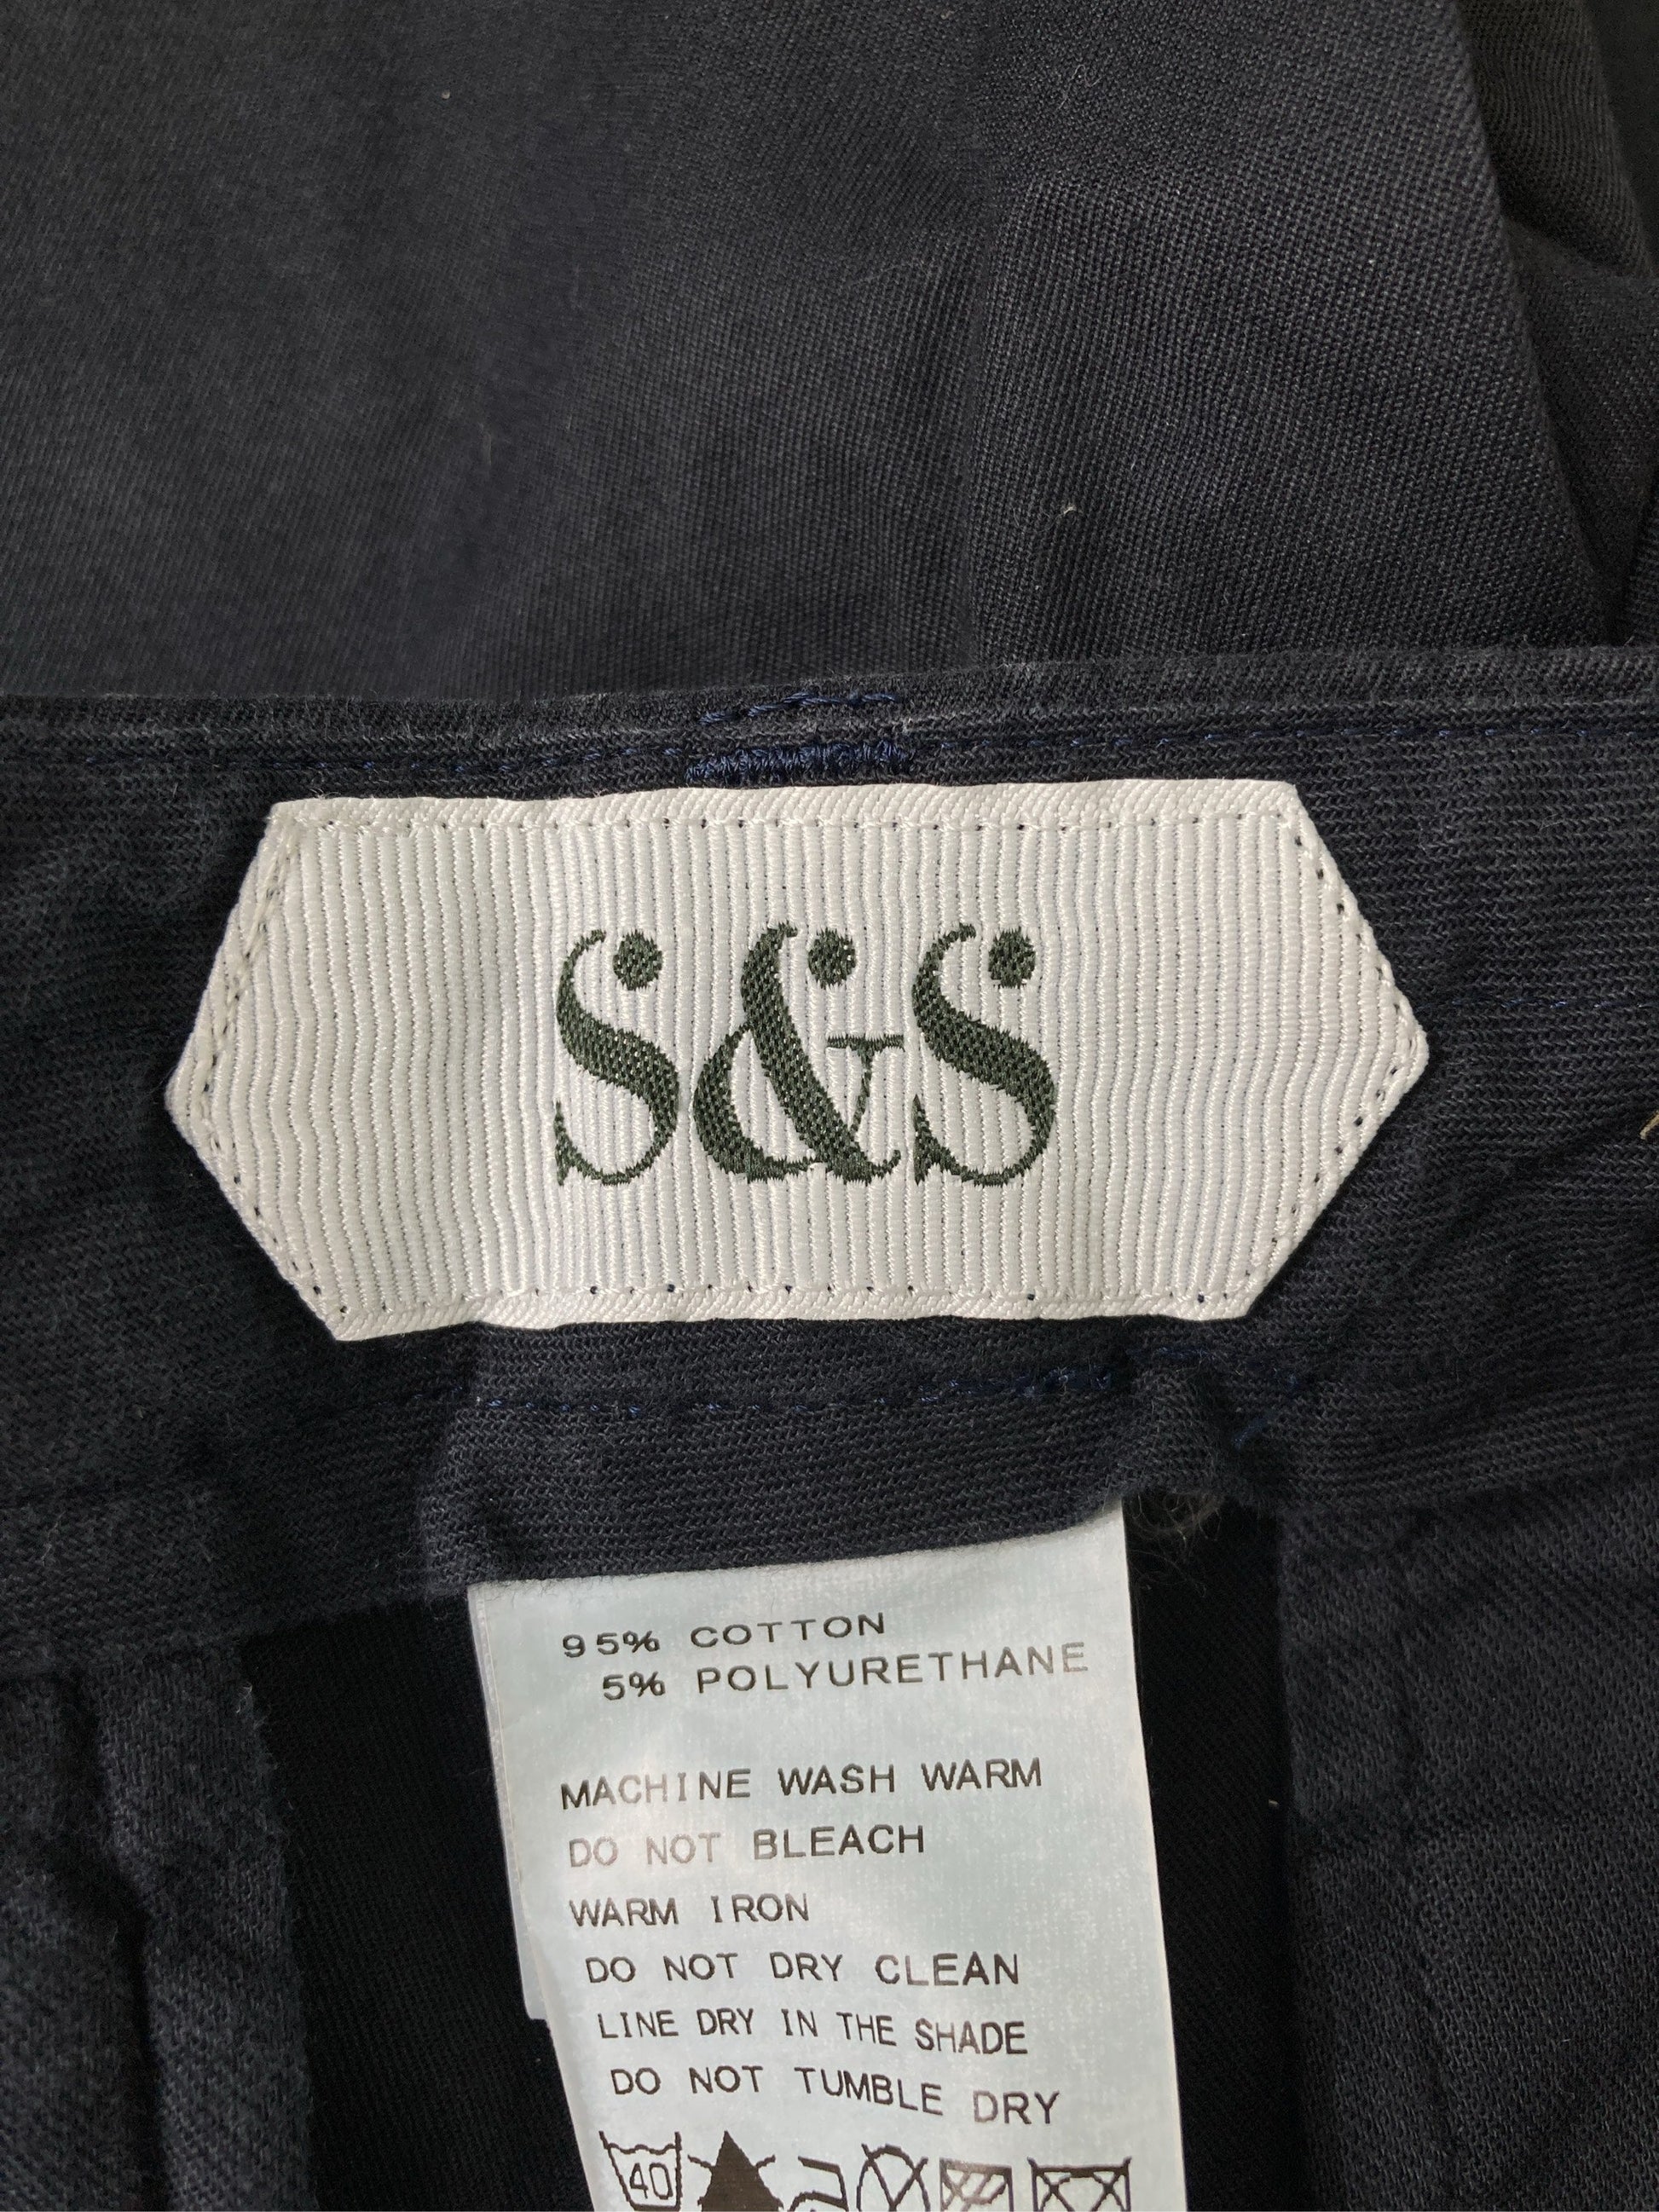 S&S
95% COTTON
5% POLYURETHANE
MACHINE WASH WARM
DO NOT BLEACH
WARM IRON
DO NOT DRY CLEAN
LINE DRY IN THE SHADE
DO NOT TUMBLE DRY
40